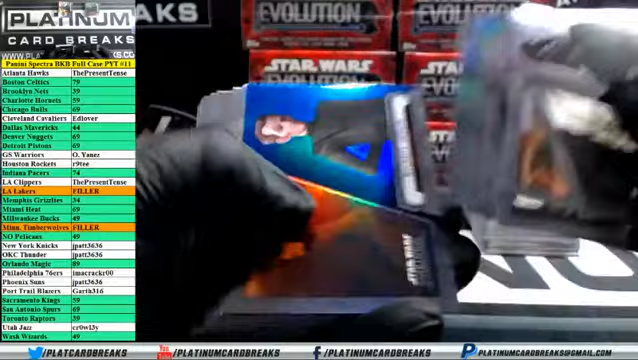 PLATINUM
CARD BREAKS
Panini Spectra BKB Full Case PYT #11
Atlanta Hawks ThePresentTense
Boston Celtics 79
Brooklyn Nets 39
Charlotte Hornets 59
Chicago Bulls 69
Cleveland Cavaliers Edlover
Dallas Mavericks 44
Denver Nuggets 69
Detroit Pistons 69
GS Warriors O. Yanez
Houston Rockets r9tee
Indiana Pacers 74
LA Clippers ThePresentTense
LA Lakers FILLER
Memphis Grizzlies 34
Miami Heat 69
Milwaukee Bucks 49
Minn. Timberwolves FILLER
NO Pelicans 49
New York Knicks jpatt3636
OKC Thunder jpatt3636
Orlando Magic 89
Philadelphia 76ers imacrackr00
Phoenix Suns jpatt3636
Port Trail Blazers Garth316
Sacramento Kings 59
San Antonio Spurs 69
Toronto Raptors 39
Utah Jazz cr0wl3y
Wash Wizards 49
EVOLUTION
EVOLUTION
STAR WARS
EVOLUTION
STAR
STAR WARS
/PLATCARDBREAKS
You Tube /PLATINUMCARDBREAKS
/PLATINUMCARDBREAKS
PLATINUMCARDBREAKS@GMAIL.COM